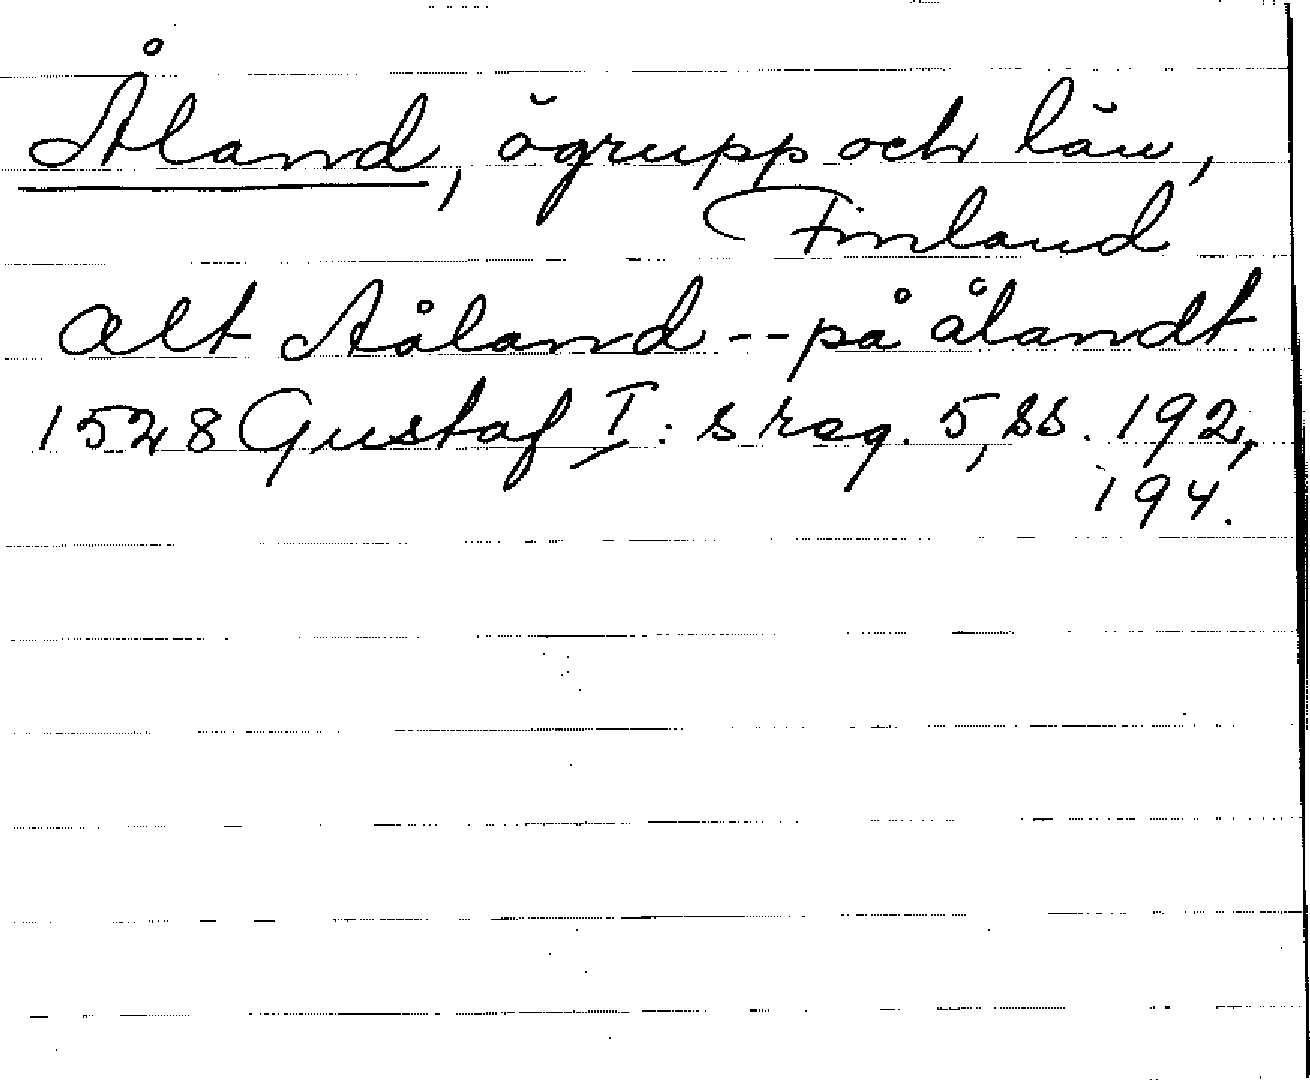 Åland, ögrupp och län,
Finland
alt Aåland -- på ålandt
1528 Gustaf I:s reg. 5, ss. 192,
194.